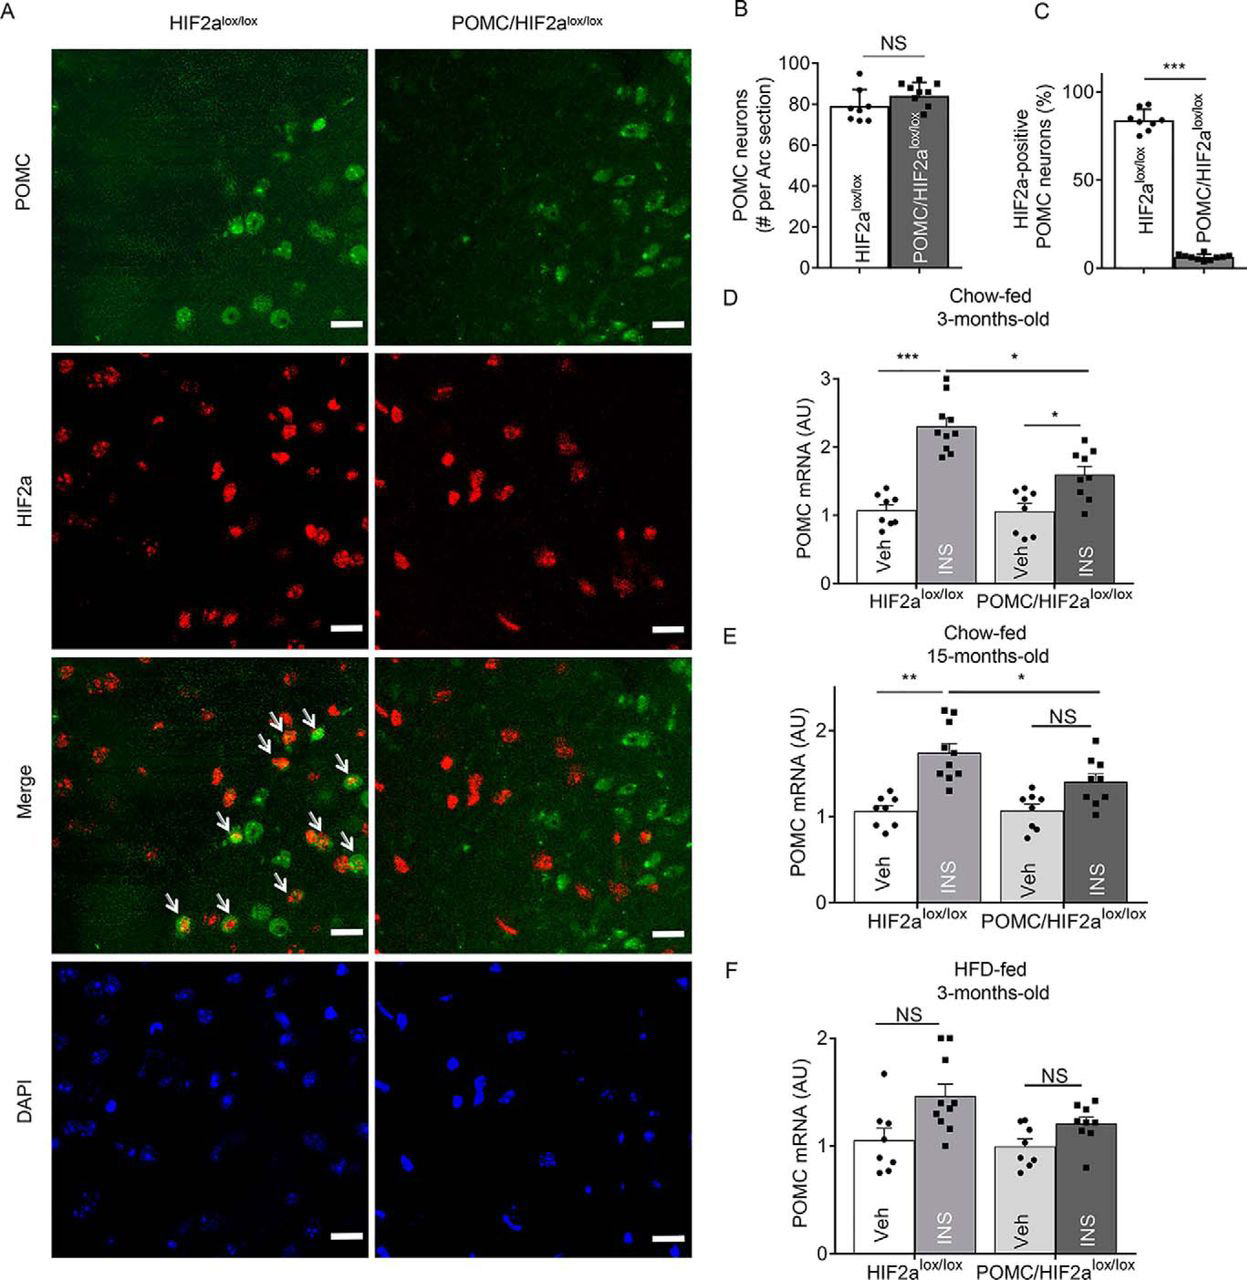 A
HIF2a^lox/lox
POMC/HIF2a^lox/lox
POMC
HIF2a
Merge
DAPI
B
NS
POMC neurons
(# per Arc section)
100
80
60
40
20
0
HIF2a^lox/lox
POMC/HIF2a^lox/lox
C
***
HIF2a-positive
POMC neurons (%)
100
50
0
HIF2a^lox/lox
POMC/HIF2a^lox/lox
D
Chow-fed
3-months-old
*** *
*
POMC mRNA (AU)
3
2
1
0
Veh INS Veh INS
HIF2a^lox/lox POMC/HIF2a^lox/lox
E
Chow-fed
15-months-old
** *
NS
POMC mRNA (AU)
2
1
0
Veh INS Veh INS
HIF2a^lox/lox POMC/HIF2a^lox/lox
F
HFD-fed
3-months-old
NS
NS
POMC mRNA (AU)
2
1
0
Veh INS Veh INS
HIF2a^lox/lox POMC/HIF2a^lox/lox